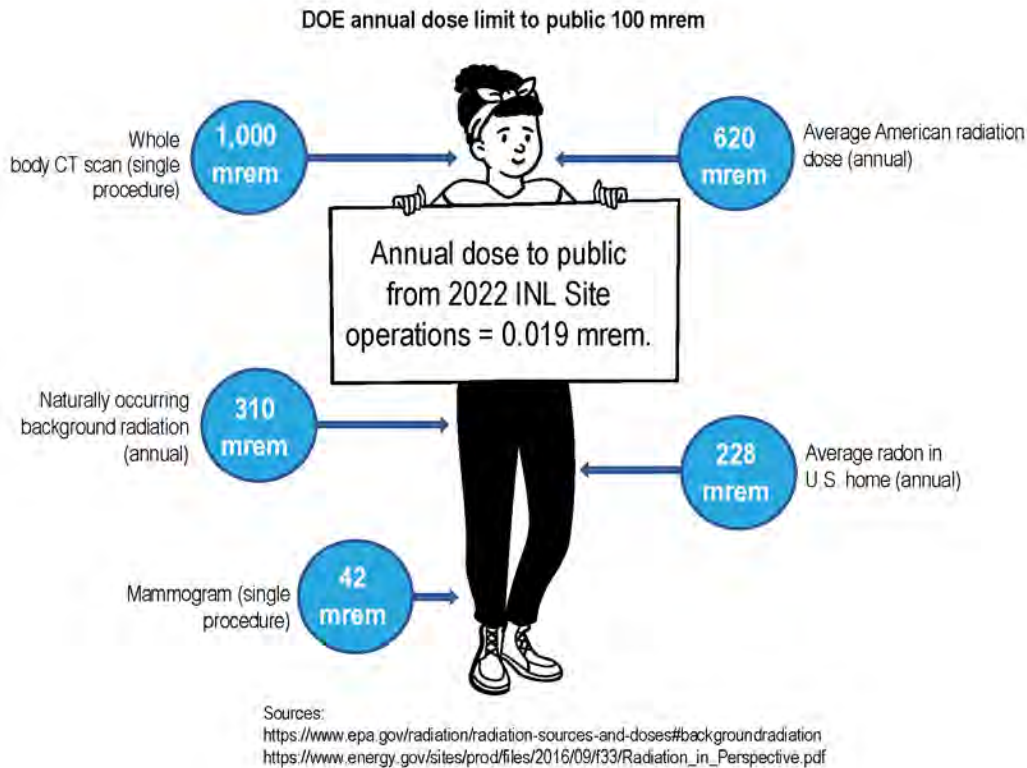 DOE annual dose limit to public 100 mrem
Whole
body CT scan (single
procedure)
1,000
mrem
620
mrem
Average American radiation
dose (annual)
Annual dose to public
from 2022 INL Site
operations = 0.019 mrem.
Naturally occurring
background radiation
(annual)
310
mrem
228
mrem
Average radon in
U.S. home (annual)
Mammogram (single
procedure)
42
mrem
Sources:
https://www.epa.gov/radiation/radiation-sources-and-doses#backgroundradiation
https://www.energy.gov/sites/prod/files/2016/09/f33/Radiation_in_Perspective.pdf